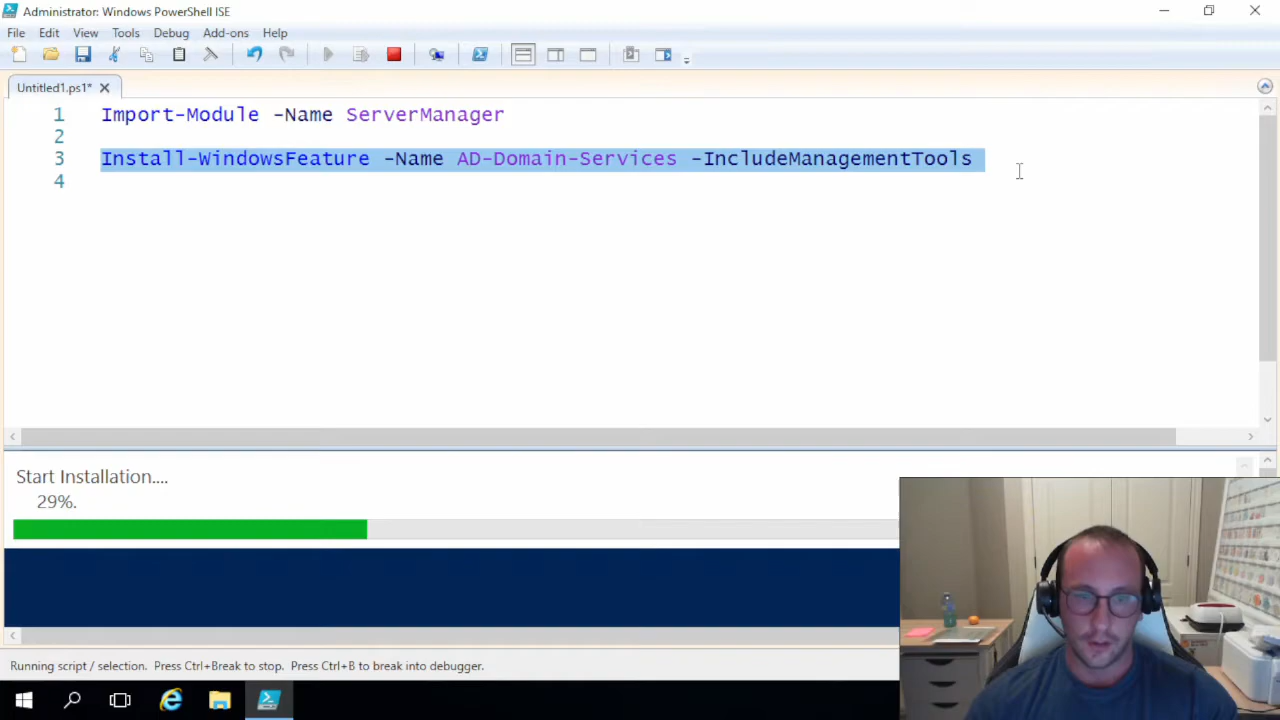 Administrator: Windows PowerShell ISE
File Edit View Tools Debug Add-ons Help
Untitled1.ps1*
1 Import-Module -Name ServerManager
2
3 Install-WindowsFeature -Name AD-Domain-Services -IncludeManagementTools
4
Start Installation....
29%.
Running script / selection. Press Ctrl+Break to stop. Press Ctrl+B to break into debugger.